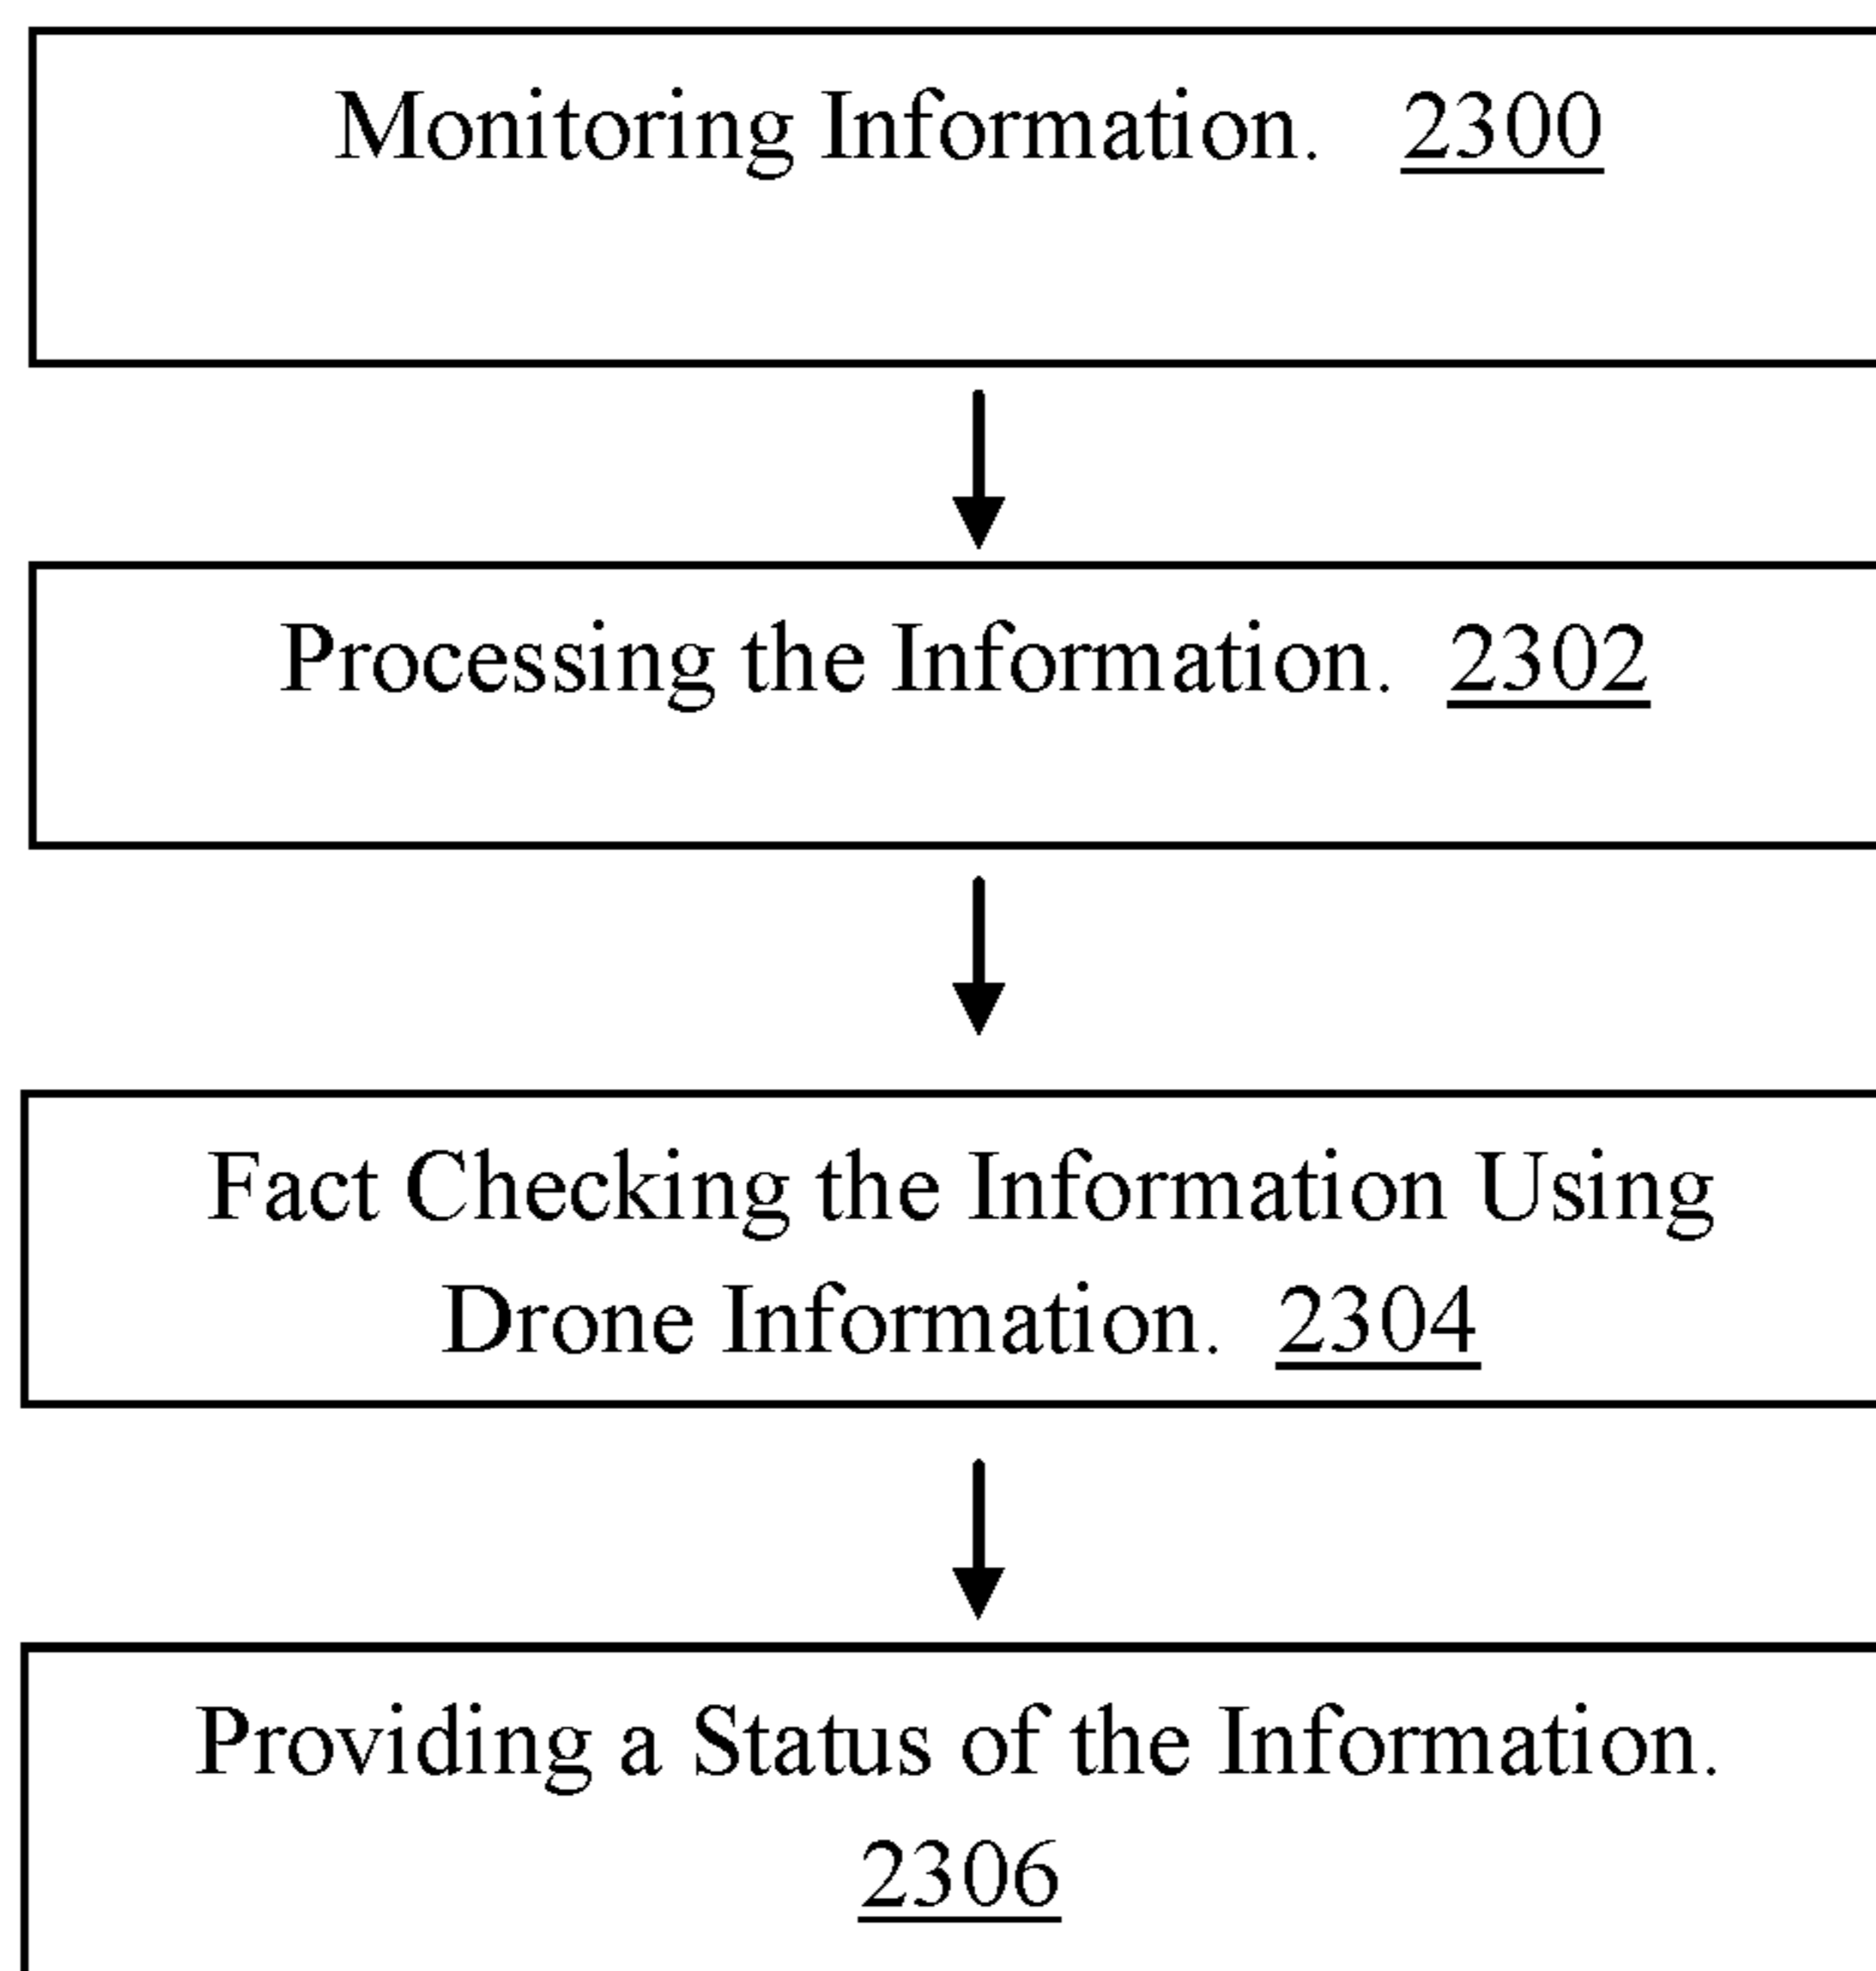 Monitoring Information. 2300
Processing the Information. 2302
Fact Checking the Information Using
Drone Information. 2304
Providing a Status of the Information.
2306